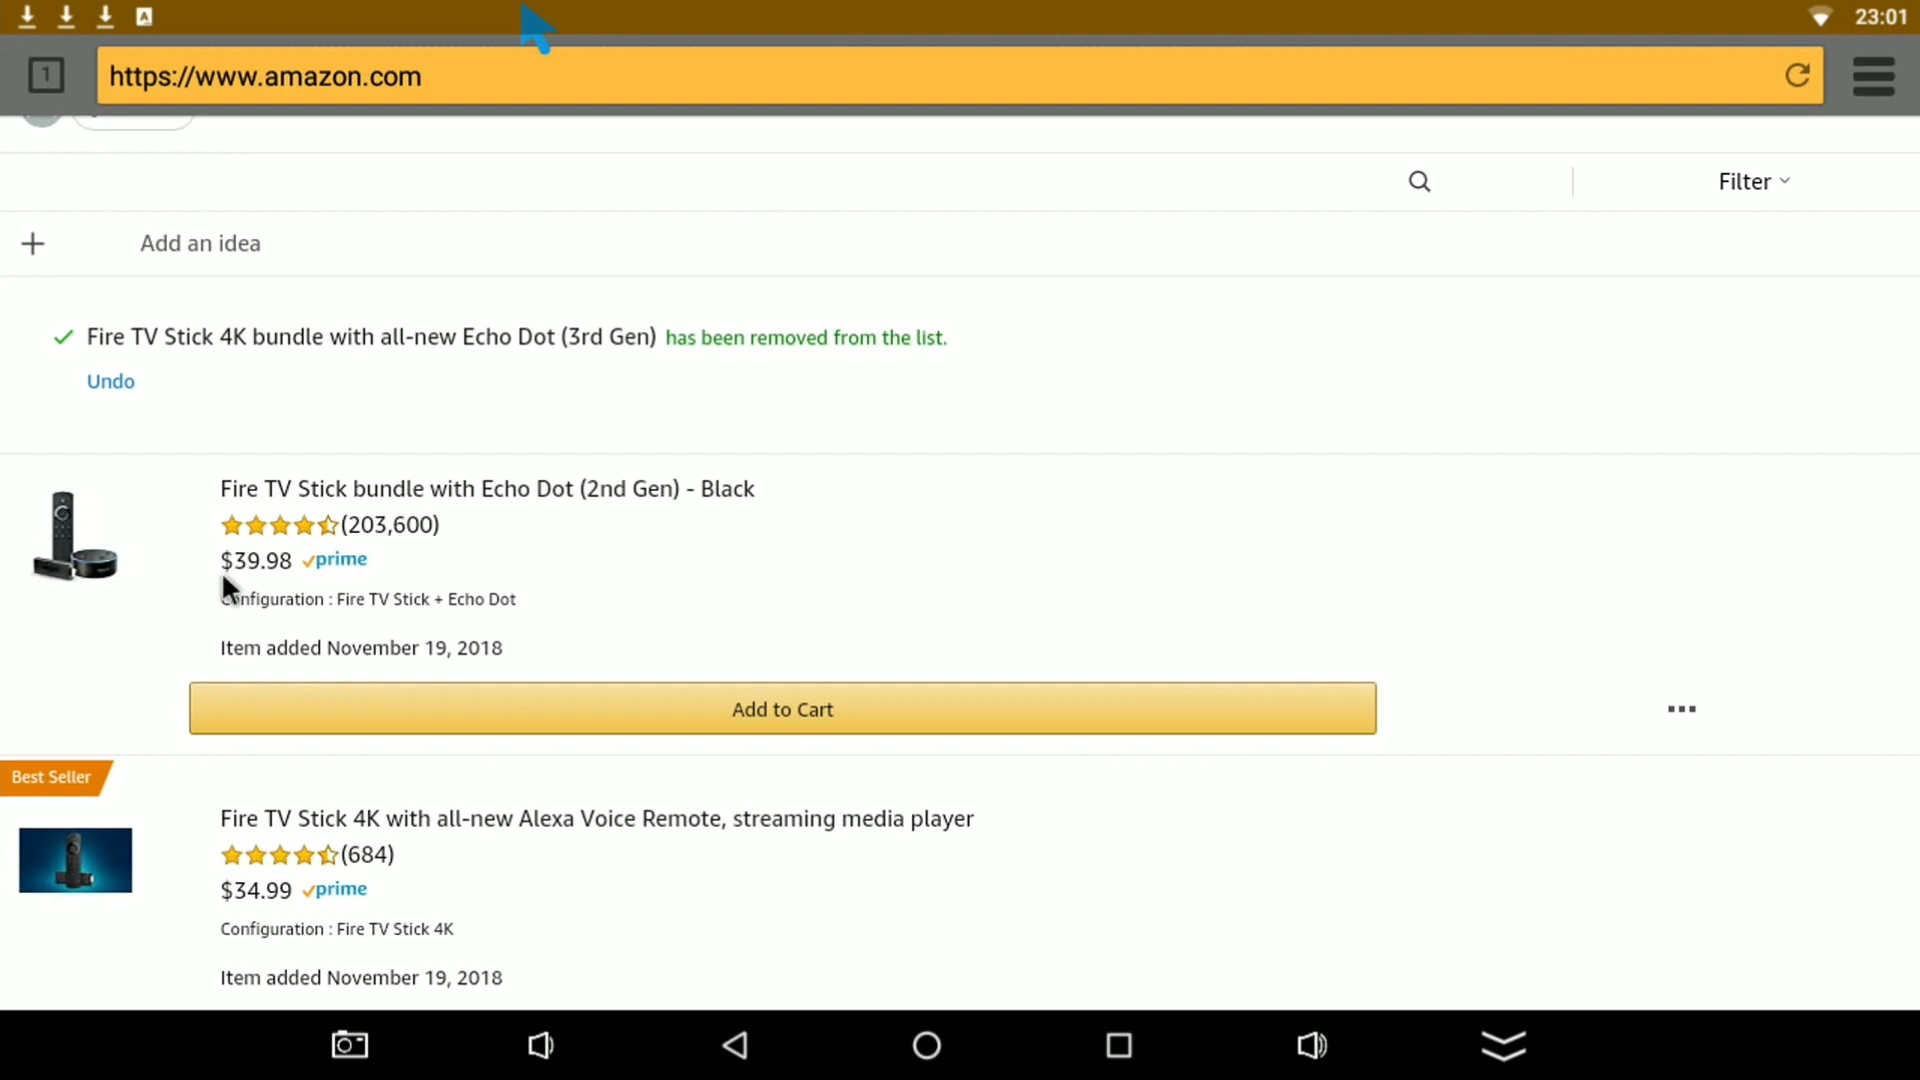 23:01
1
https://www.amazon.com
Filter
Add an idea
Fire TV Stick 4K bundle with all-new Echo Dot (3rd Gen) has been removed from the list.
Undo
Fire TV Stick bundle with Echo Dot (2nd Gen) - Black
(203,600)
$39.98 prime
Configuration : Fire TV Stick + Echo Dot
Item added November 19, 2018
Add to Cart
Best Seller
Fire TV Stick 4K with all-new Alexa Voice Remote, streaming media player
(684)
$34.99 prime
Configuration : Fire TV Stick 4K
Item added November 19, 2018